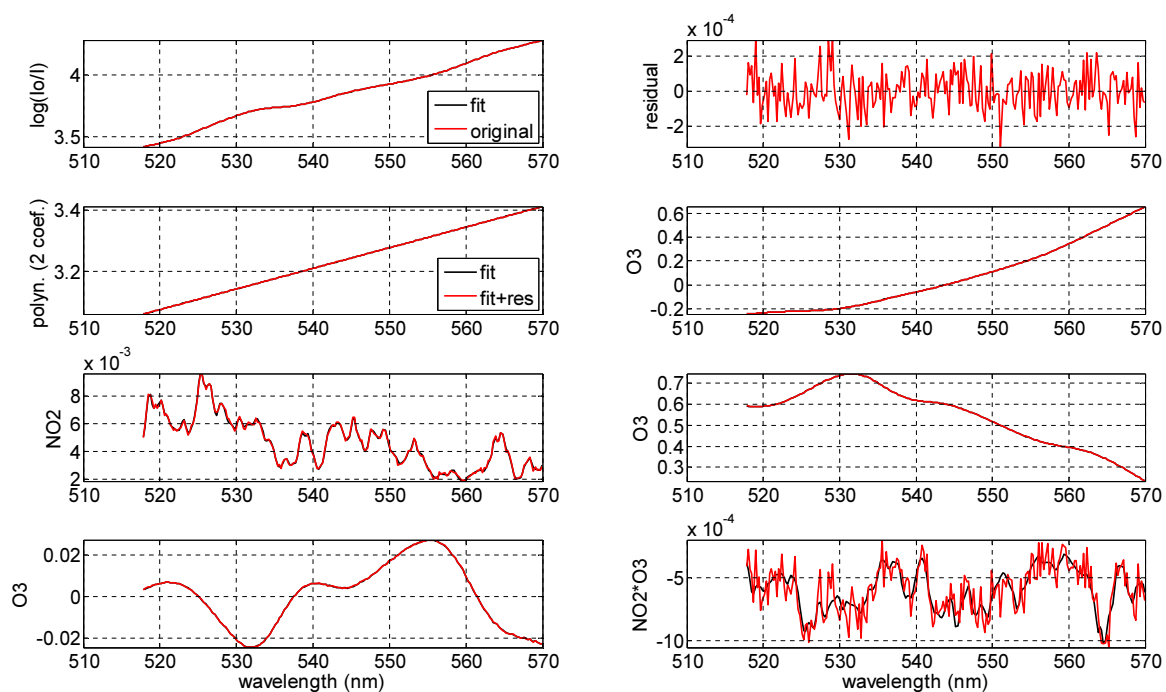 log(Io/I)
4
3.5
fit
original
510 520 530 540 550 560 570
x 10^-4
residual
2
0
-2
510 520 530 540 550 560 570
polyn. (2 coef.)
3.4
3.2
fit
fit+res
510 520 530 540 550 560 570
O3
0.6
0.4
0.2
0
-0.2
510 520 530 540 550 560 570
x 10^-3
NO2
8
6
4
2
510 520 530 540 550 560 570
O3
0.7
0.6
0.5
0.4
0.3
510 520 530 540 550 560 570
O3
0.02
0
-0.02
510 520 530 540 550 560 570
wavelength (nm)
x 10^-4
NO2*O3
-5
-10
510 520 530 540 550 560 570
wavelength (nm)